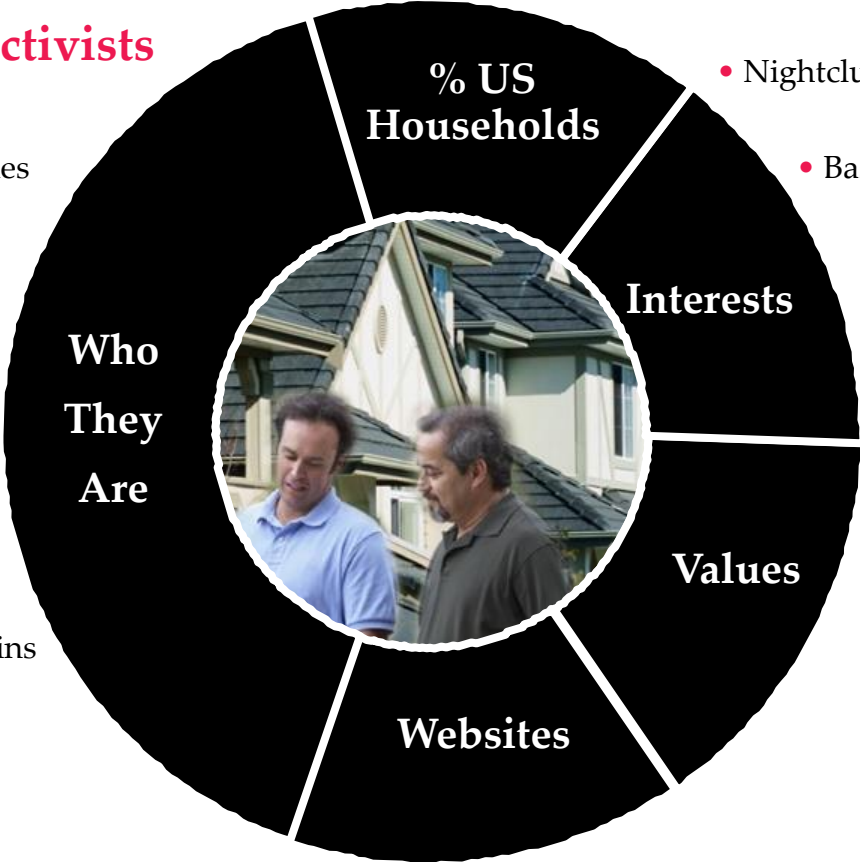 ctivists
% US
Households
• Nightclu
es
• Ba
Interests
Who
They
Are
Values
ins
Websites